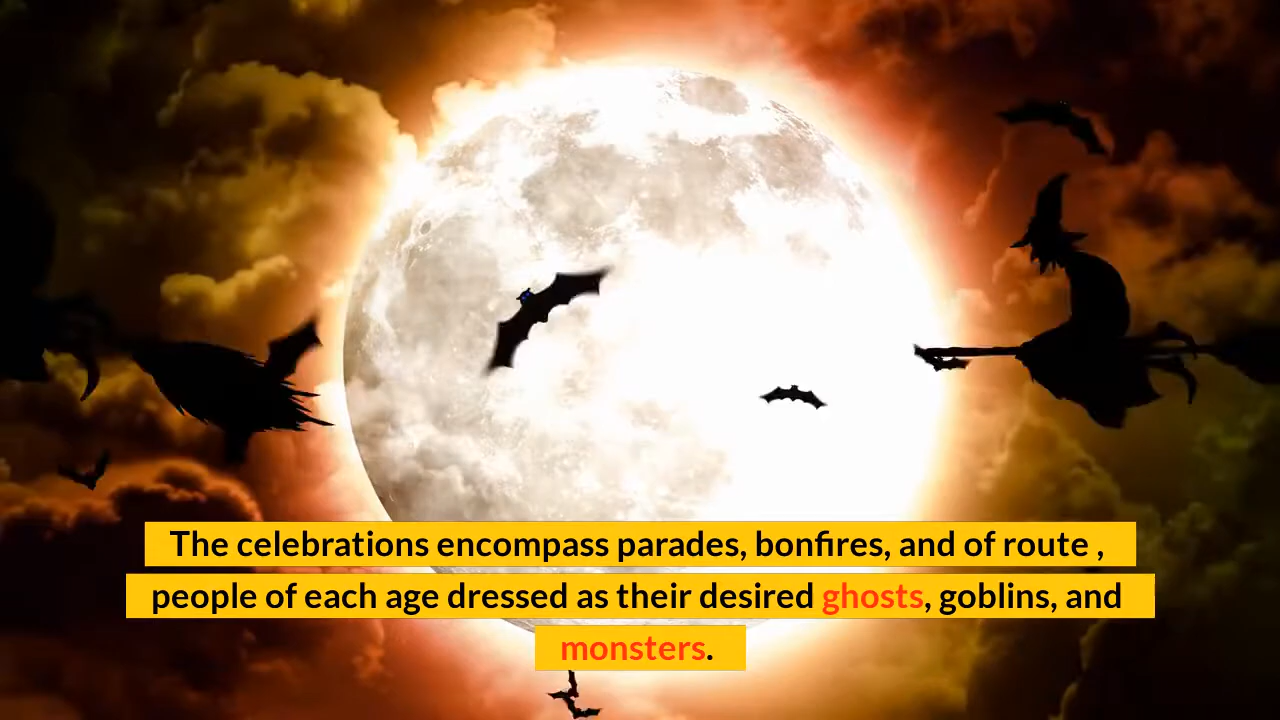 The celebrations encompass parades, bonfires, and of route ,
people of each age dressed as their desired ghosts, goblins, and
monsters.